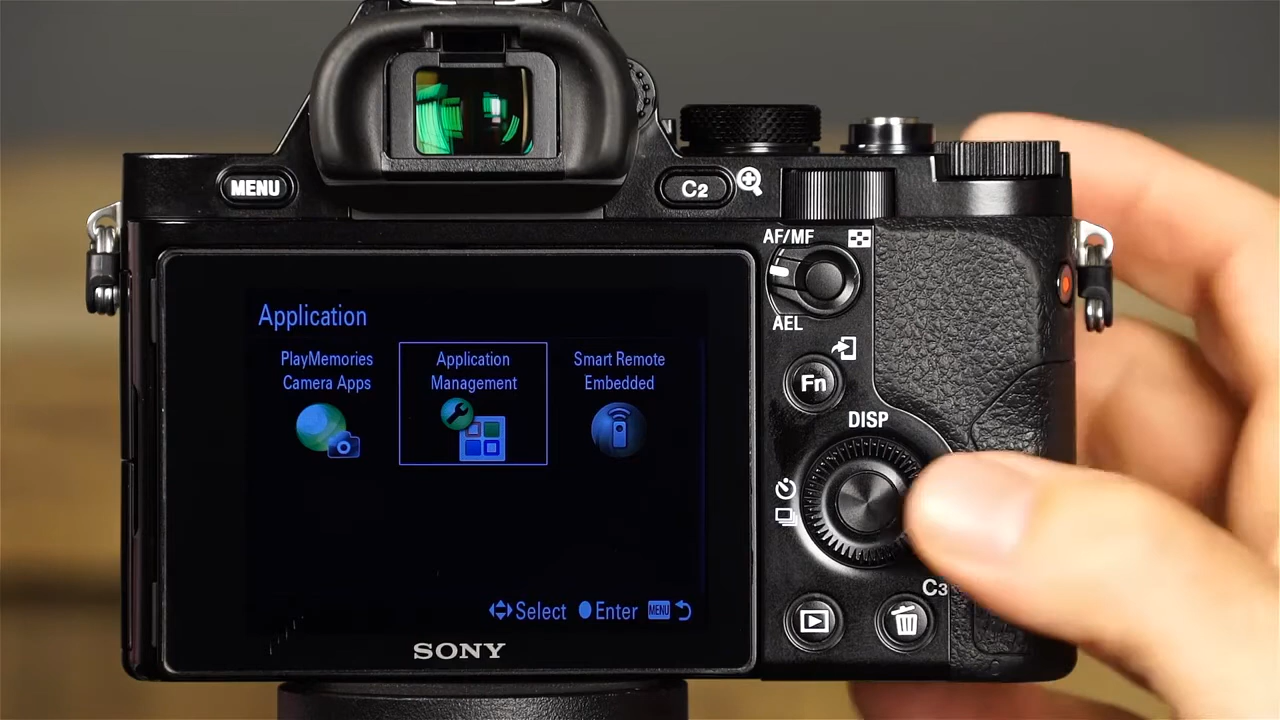 MENU
C2
AF/MF
AEL
Application
PlayMemories
Camera Apps
Application
Management
Smart Remote
Embedded
Fn
DISP
C3
Select
Enter
MENU
SONY